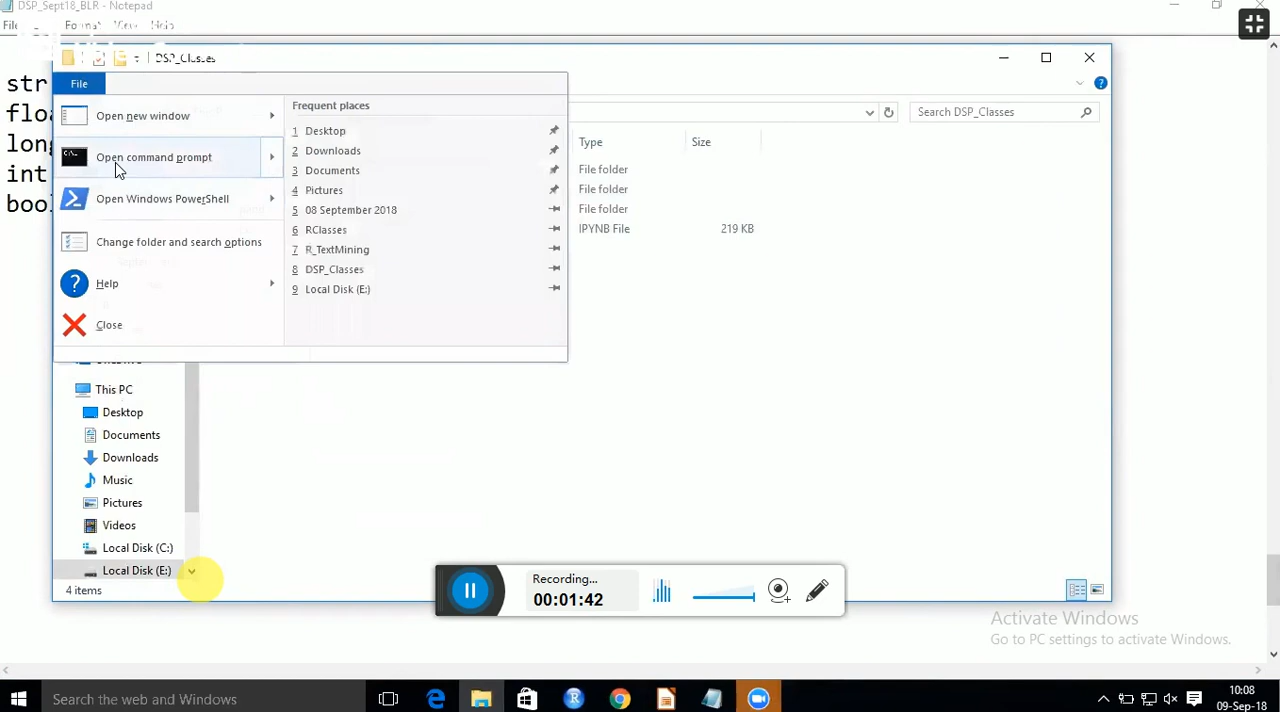 DSP_Sept18_BLR - Notepad
Format
View
Help
DSP_Classes
str
long
int
File
Open new window
Open command prompt
Open Windows PowerShell
Change folder and search options
Help
Close
Frequent places
1 Desktop
2 Downloads
3 Documents
4 Pictures
5 08 September 2018
6 RClasses
7 R_TextMining
8 DSP_Classes
9 Local Disk (E:)
Search DSP_Classes
Type
Size
File folder
File folder
File folder
IPYNB File
219 KB
This PC
Desktop
Documents
Downloads
Music
Pictures
Videos
Local Disk (C:)
Local Disk (E:)
4 items
Recording...
00:01:42
Activate Windows
Go to PC settings to activate Windows.
Search the web and Windows
10:08
09-Sep-18